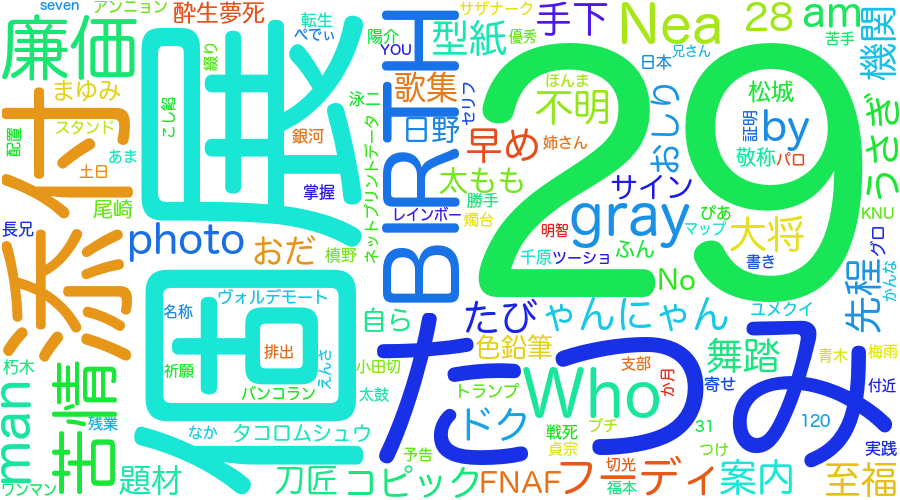 seven
アンニョン
酔生夢死
転生
ぺでぃ
陽介
YOU
サザナーク
優秀
手下
Nea
28
am
苦手
機関
廉価
綴り
型紙
兄さん
日本
まゆみ
こし餡
歌集
セリフ
ほんま
不明
松城
スタンド
配置
あま
土日
銀河
泳二
日野
早め
姉さん
おしり
証明
by
敬称
パロ
うさぎ
添付
個展
BIRTH
29
掌握
ネットプリントデータ
太もも
勝手
サイン
ぴあ
KNU
長兄
尾崎
photo
おだ
槙野
レインボー
燭台
gray
明智
ふん
マップ
大将
グロ
千原
ツーショ
書き
かんな
名称
ヴォルデモート
自ら
No
先程
ユメクイ
たび
ゃんにゃん
たつみ
排出
えんさ
祈願
小田切
色鉛筆
支部
舞踏
青木
梅雨
朽木
苦情
man
バンコラン
太鼓
トランプ
Who
か月
寄せ
付近
残業
なか
タコロムシュウ
ドク
戦死
プチ
31
120
実践
予告
貞宗
つけ
ワンマン
題材
刀匠
コピック
FNAF
フーディ
切光
福本
案内
至福